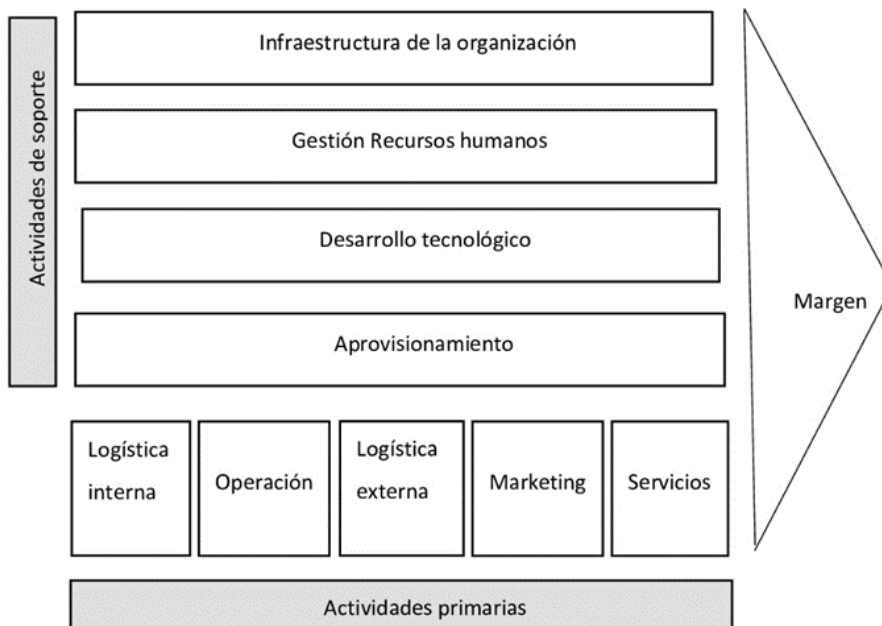 Actividades de soporte
Infraestructura de la organización
Gestión Recursos humanos
Desarrollo tecnológico
Aprovisionamiento
Margen
Logística
interna
Operación
Logística
externa
Marketing
Servicios
Actividades primarias